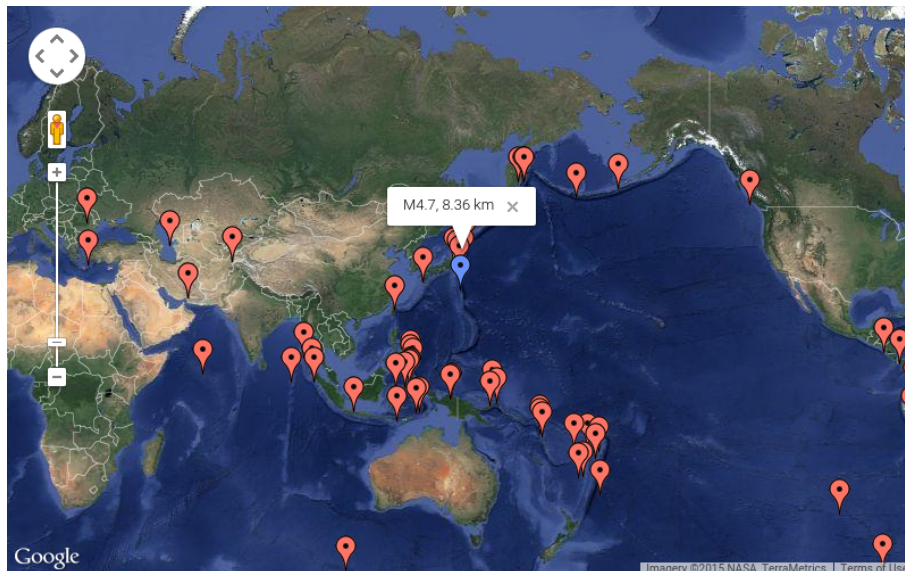 M4.7, 8.36 km ×
+
−
−
Google
Imagery ©2015 NASA, TerraMetrics | Terms of Use